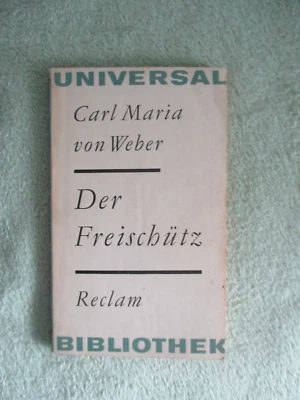 UNIVERSAL
Carl Maria
von Weber
Der
Freischütz
Reclam
BIBLIOTHEK